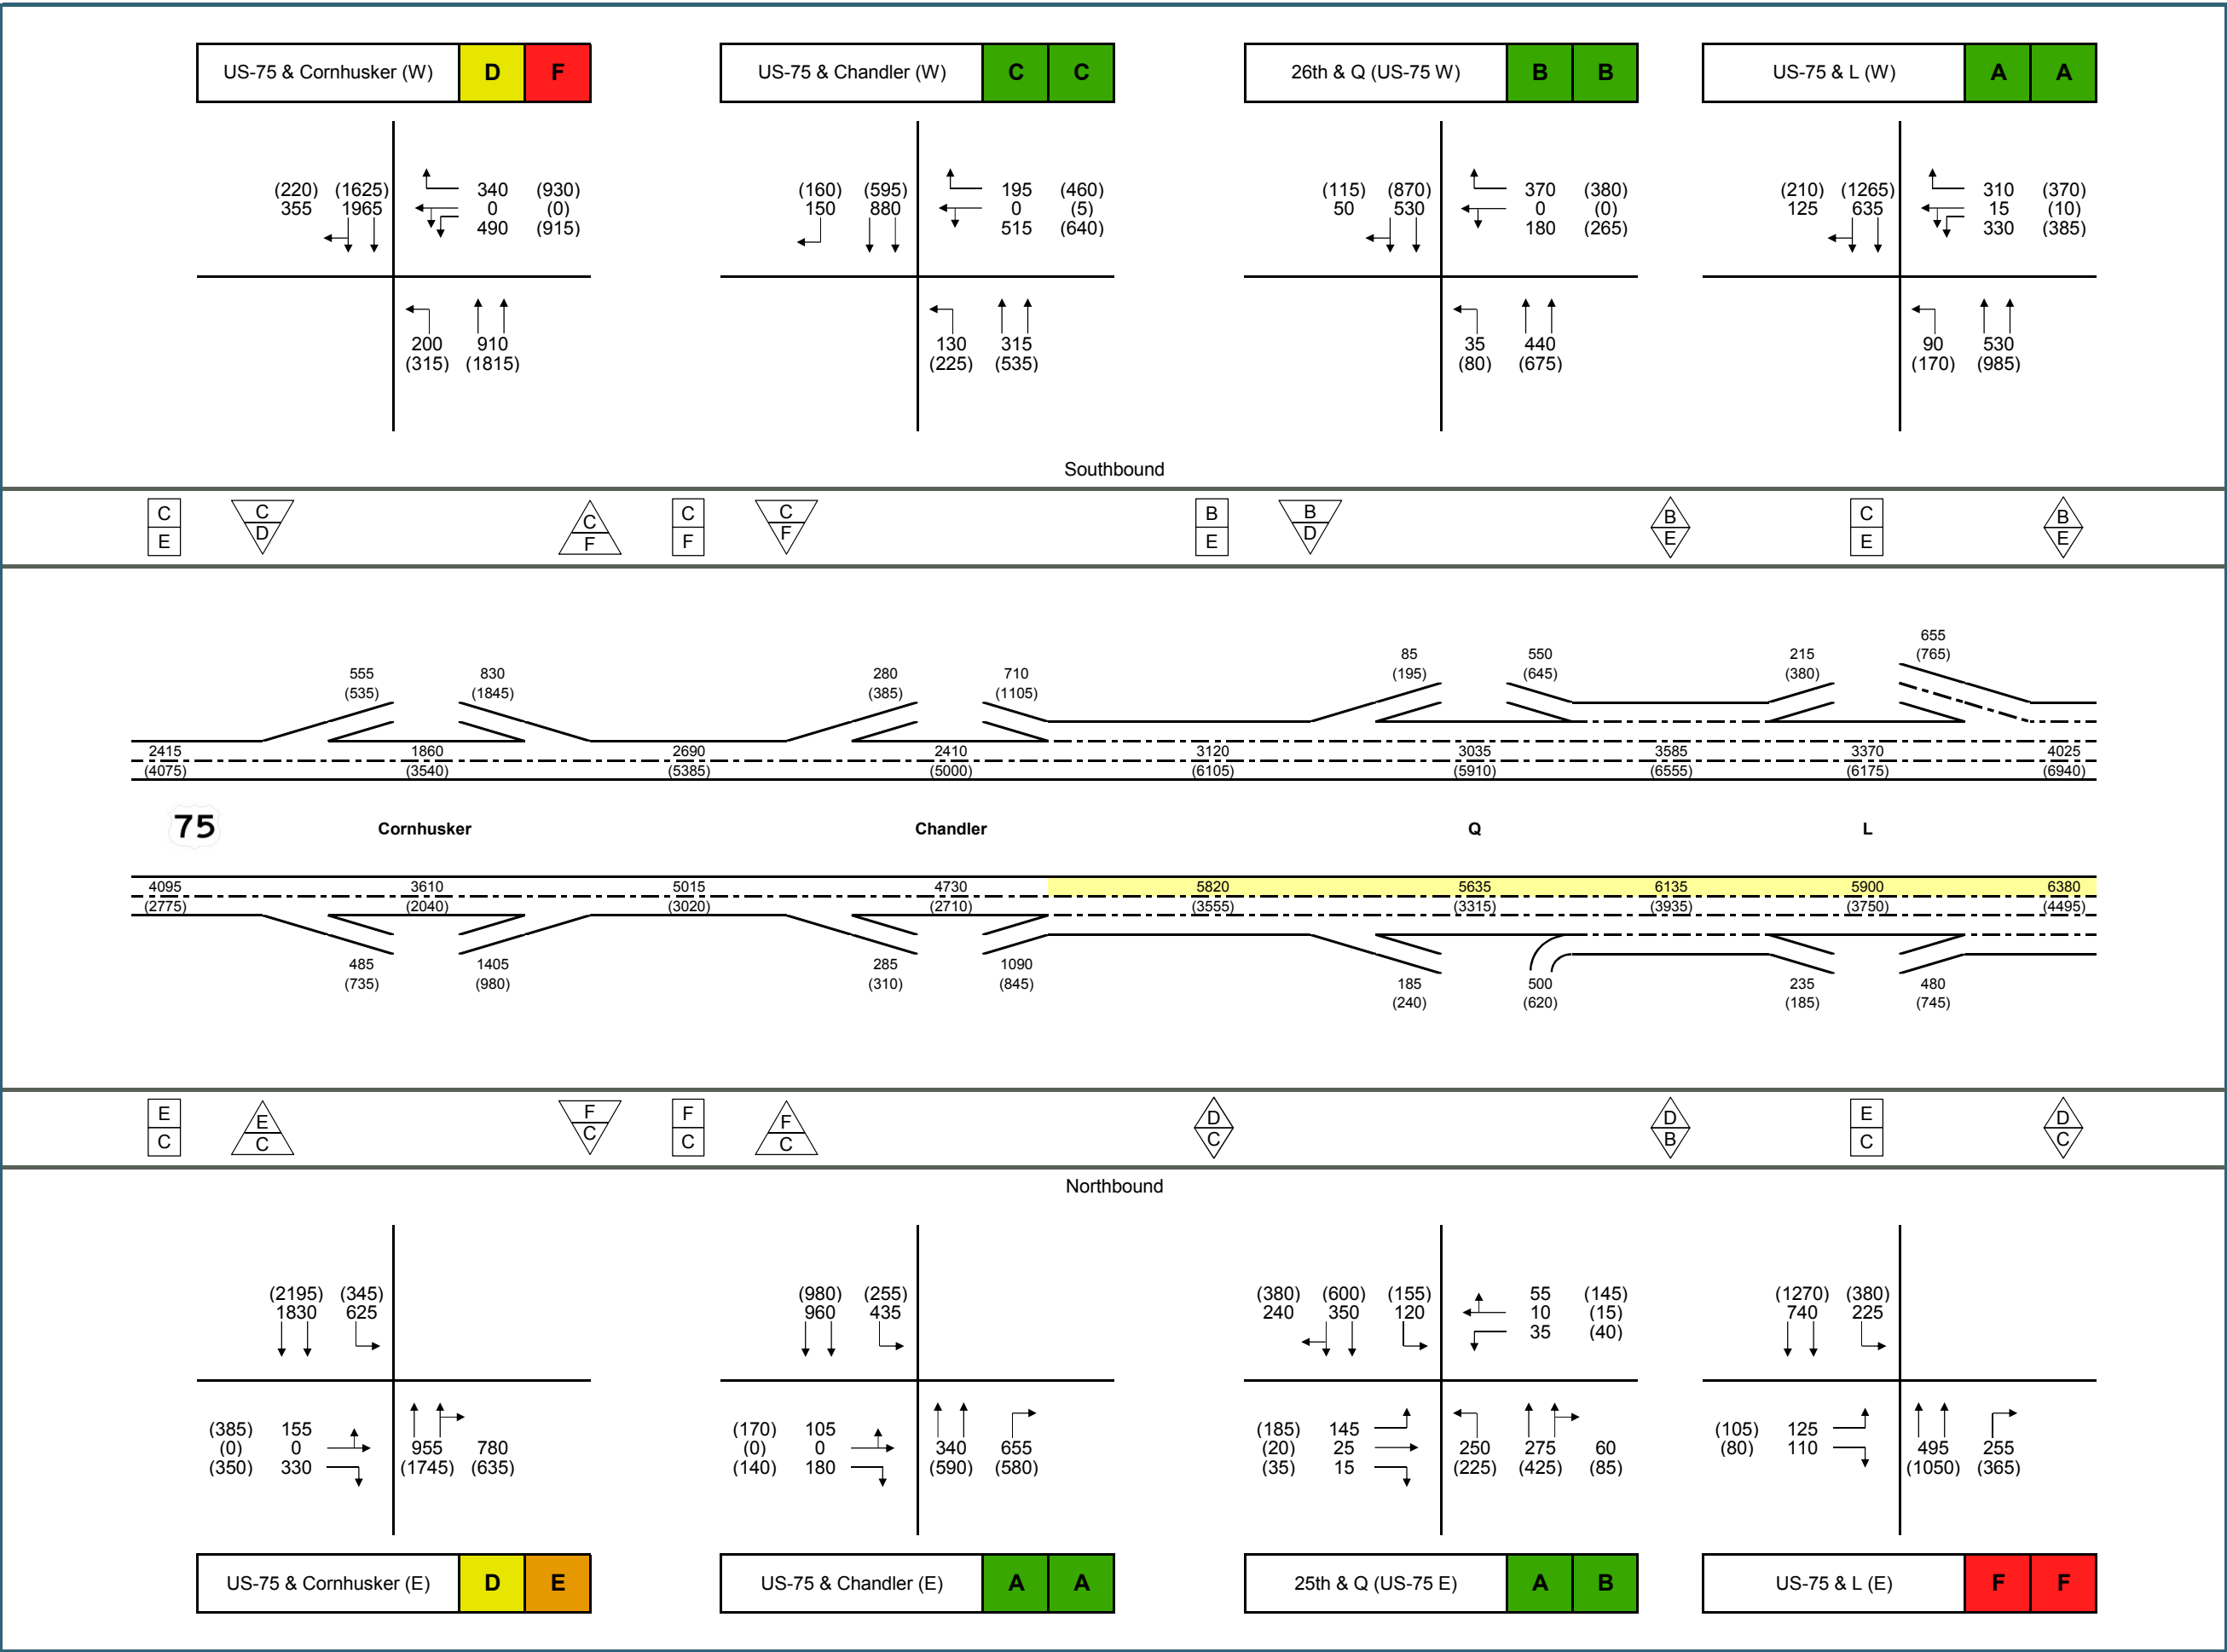 US-75 & Cornhusker (W) D F
US-75 & Chandler (W) C C
26th & Q (US-75 W) B B
US-75 & L (W) A A
(220) (1625) 340 (930)
355 1965 0 (0)
490 (915)
200 910
(315) (1815)
(160) (595) 195 (460)
150 880 0 (5)
515 (640)
130 315
(225) (535)
(115) (870) 370 (380)
50 530 0 (0)
180 (265)
35 440
(80) (675)
(210) (1265) 310 (370)
125 635 15 (10)
330 (385)
90 530
(170) (985)
Southbound
C C C C C B B B C B
E D F F F E D E E E
655
(765)
85 550 215
(195) (645) (380)
555 830 280 710
(535) (1845) (385) (1105)
2415 1860 2690 2410 3120 3035 3585 3370 4025
(4075) (3540) (5385) (5000) (6105) (5910) (6555) (6175) (6940)
75 Cornhusker Chandler Q L
4095 3610 5015 4730 5820 5635 6135 5900 6380
(2775) (2040) (3020) (2710) (3555) (3315) (3935) (3750) (4495)
485 1405 285 1090
(735) (980) (310) (845)
185 500 235 480
(240) (620) (185) (745)
E E F F F D D E D
C C C C C C B C C
Northbound
(2195) (345)
1830 625
(385) 155
(0) 0 955 780
(350) 330 (1745) (635)
(980) (255)
960 435
(170) 105
(0) 0 340 655
(140) 180 (590) (580)
(380) (600) (155) 55 (145)
240 350 120 10 (15)
35 (40)
(185) 145
(20) 25 250 275 60
(35) 15 (225) (425) (85)
(1270) (380)
740 225
(105) 125
(80) 110 495 255
(1050) (365)
US-75 & Cornhusker (E) D E
US-75 & Chandler (E) A A
25th & Q (US-75 E) A B
US-75 & L (E) F F